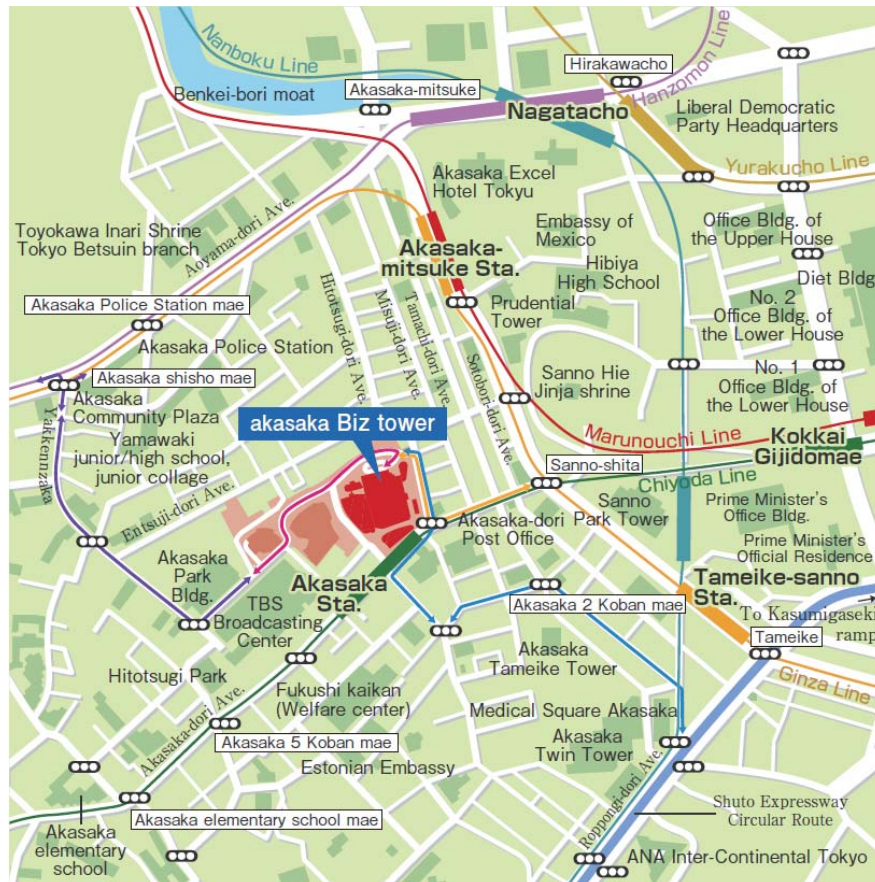 Nanboku Line
Hanzomon Line
Hirakawacho
Akasaka-mitsuke
Benkei-bori moat
Nagatacho
Liberal Democratic
Party Headquarters
Yurakucho Line
Akasaka Excel
Hotel Tokyu
Toyokawa Inari Shrine
Tokyo Betsuin branch
Aoyama-dori Ave.
Embassy of
Mexico
Office Bldg. of
the Upper House
Akasaka-
mitsuke Sta.
Hibiya
High School
Diet Bldg
Hitotsugi-dori Ave.
Misuji-dori Ave.
Tamachi-dori Ave.
Sotobori-dori Ave.
Prudential
Tower
No. 2
Office Bldg. of
the Lower House
Akasaka Police Station mae
Akasaka Police Station
Akasaka shisho mae
Akasaka
Community Plaza
Yakkennzaka
Yamawaki
junior/high school,
junior collage
akasaka Biz tower
Sanno Hie
Jinja shrine
No. 1
Office Bldg. of
the Lower House
Marunouchi Line
Kokkai
Gijidomae
Chiyoda Line
Sanno-shita
Entsuji-dori Ave.
Akasaka-dori
Post Office
Sanno
Park Tower
Prime Minister's
Office Bldg.
Prime Minister's
Official Residence
Akasaka
Park
Bldg.
Akasaka
Sta.
TBS
Broadcasting
Center
Tameike-sanno
Sta.
Akasaka 2 Koban mae
To Kasumigaseki
ramp
Tameike
Ginza Line
Hitotsugi Park
Akasaka
Tameike Tower
Fukushi kaikan
(Welfare center)
Medical Square Akasaka
Akasaka-dori Ave.
Akasaka 5 Koban mae
Akasaka
Twin Tower
Estonian Embassy
Roppongi-dori Ave.
Shuto Expressway
Circular Route
Akasaka elementary school mae
Akasaka
elementary
school
ANA Inter-Continental Tokyo